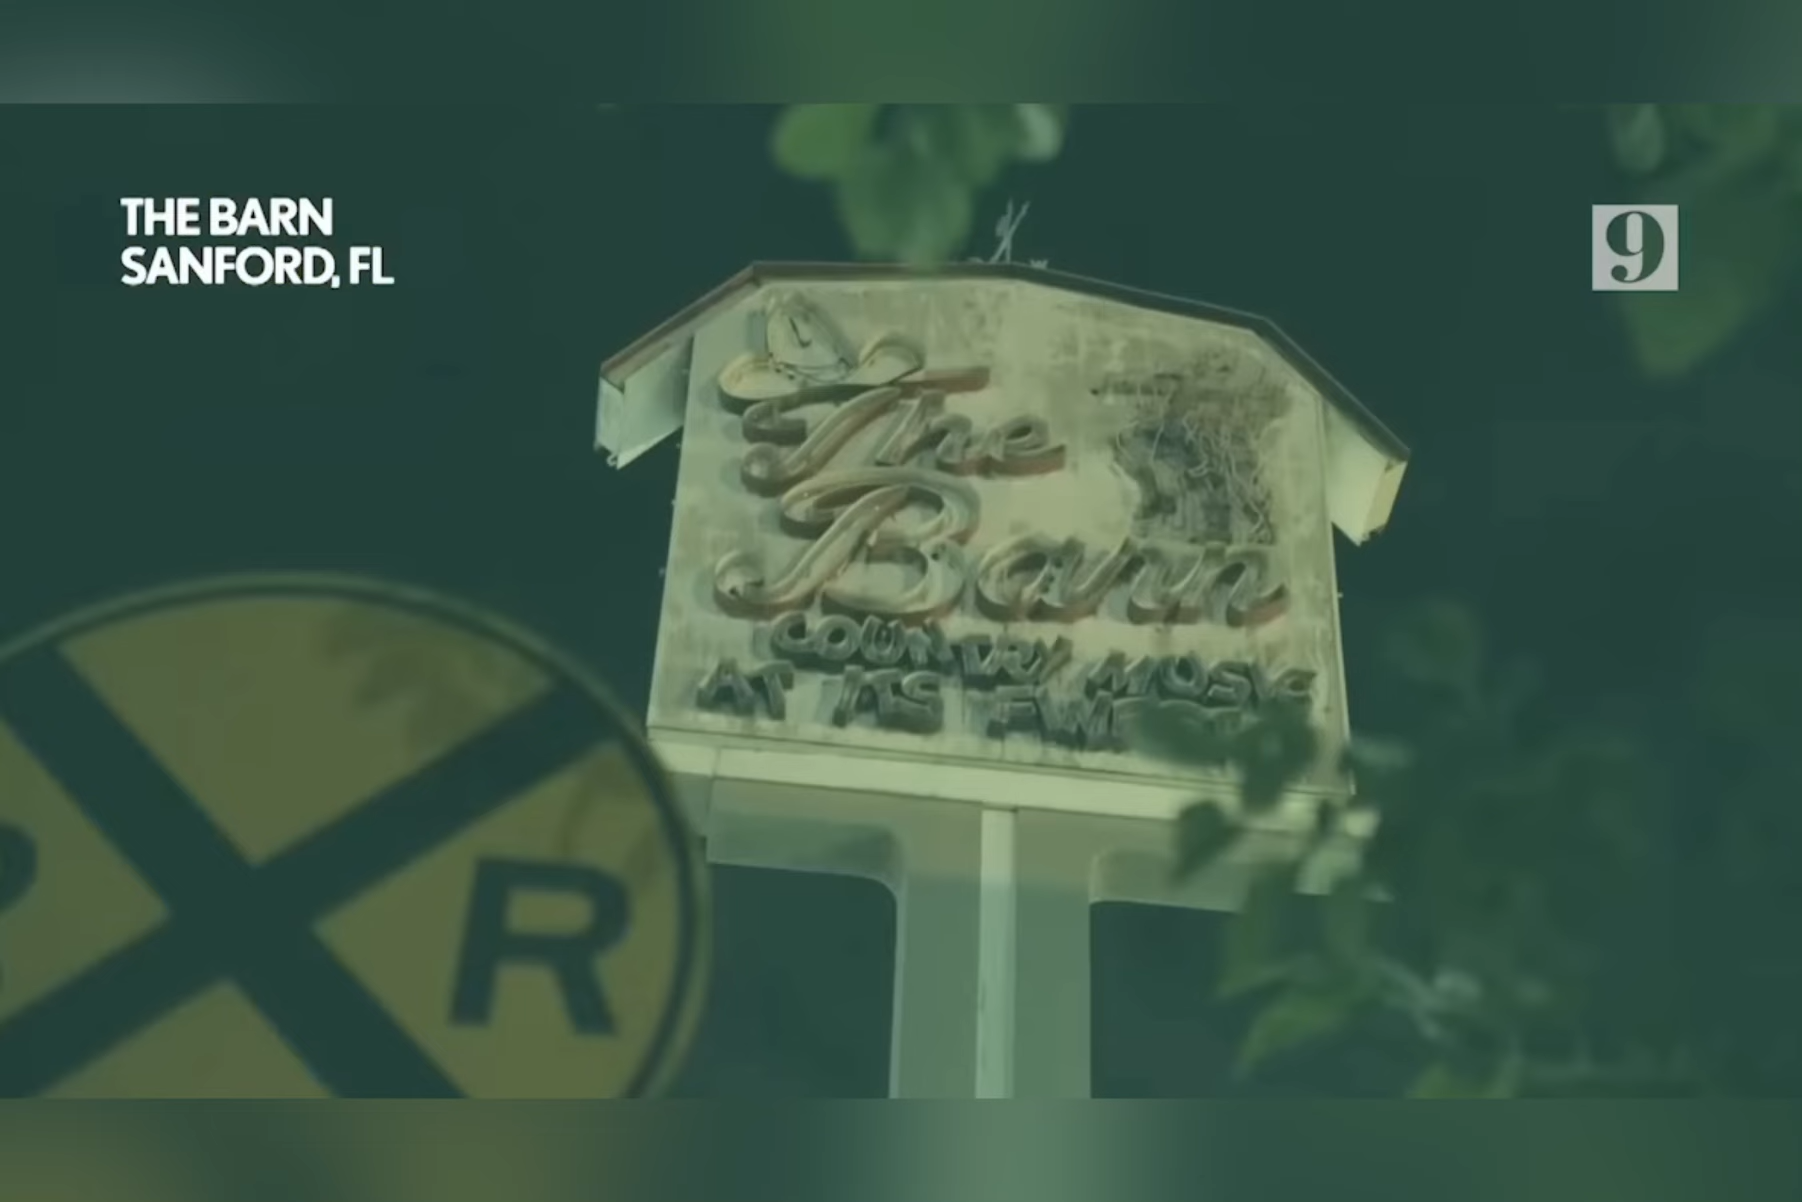 THE BARN
SANFORD, FL
9
The
Barn
COUNTRY MUSIC
AT ITS
R